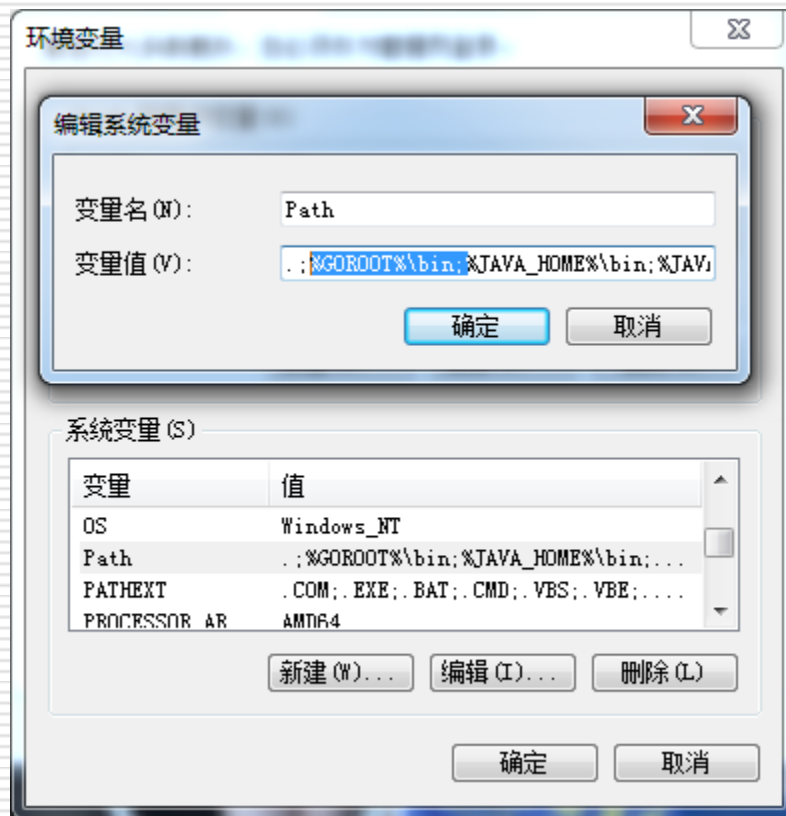 环境变量
编辑系统变量
变量名(N):
Path
变量值(V):
.;%GOROOT%\bin;%JAVA_HOME%\bin;%JAVA
确定
取消
系统变量(S)
变量 值
OS Windows_NT
Path .;%GOROOT%\bin;%JAVA_HOME%\bin;...
PATHEXT .COM;.EXE;.BAT;.CMD;.VBS;.VBE;....
PROCESSOR_AR AMD64
新建(W)...
编辑(I)...
删除(L)
确定
取消